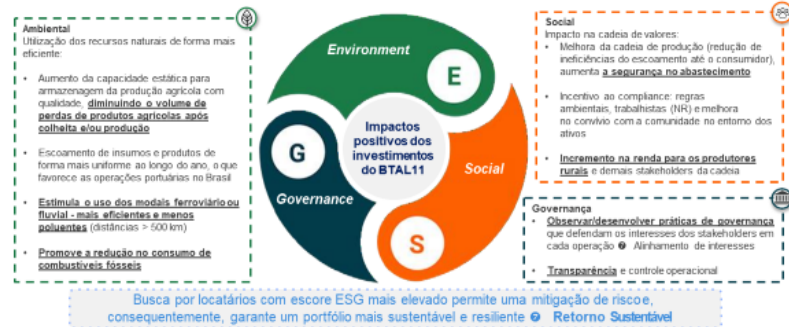 Ambiental
Utilização dos recursos naturais de forma mais
eficiente:
• Aumento da capacidade estática para
armazenagem da produção agrícola com
qualidade, diminuindo o volume de
perdas de produtos agrícolas após
colheita e/ou produção
• Escoamento de insumos e produtos de
forma mais uniforme ao longo do ano, o que
favorece as operações portuárias no Brasil
• Estimula o uso dos modais ferroviário ou
fluvial - mais eficientes e menos
poluentes (distâncias > 500 km)
• Promove a redução no consumo de
combustíveis fósseis
Environment
E
G
Impactos
positivos dos
investimentos
do BTAL11
Social
Governance
S
Social
Impacto na cadeia de valores:
• Melhora da cadeia de produção (redução de
ineficiências do escoamento até o consumidor),
aumenta a segurança no abastecimento
• Incentivo ao compliance: regras
ambientais, trabalhistas (NR) e melhora
no convívio com a comunidade no entorno dos
ativos
• Incremento na renda para os produtores
rurais e demais stakeholders da cadeia
Governança
• Observar/desenvolver práticas de governança
que defendam os interesses dos stakeholders em
cada operação ? Alinhamento de interesses
• Transparência e controle operacional
Busca por locatários com escore ESG mais elevado permite uma mitigação de risco e,
consequentemente, garante um portfólio mais sustentável e resiliente ? Retorno Sustentável